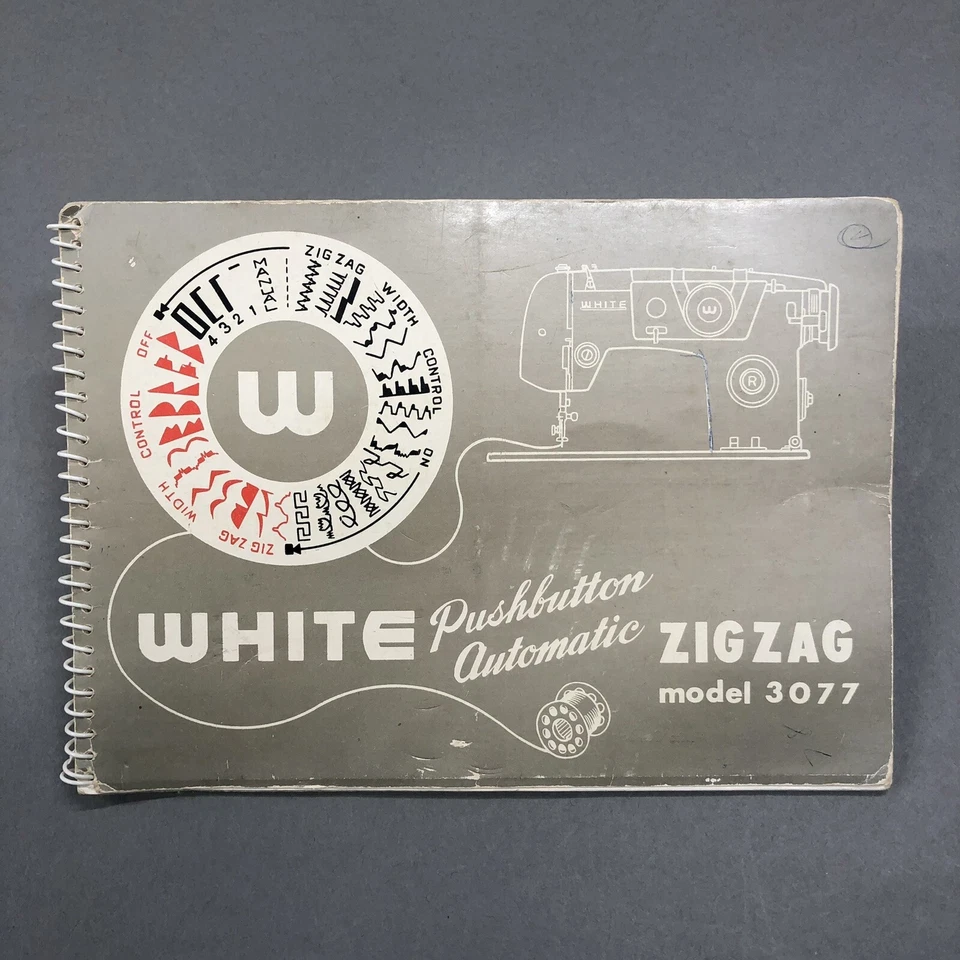 ZIG ZAG
WIDTH
CONTROL
ON
MANUAL
1
2
3
4
OFF
CONTROL
WIDTH
ZIG ZAG
W
WHITE
W
R
WHITE Pushbutton
Automatic ZIGZAG
model 3077